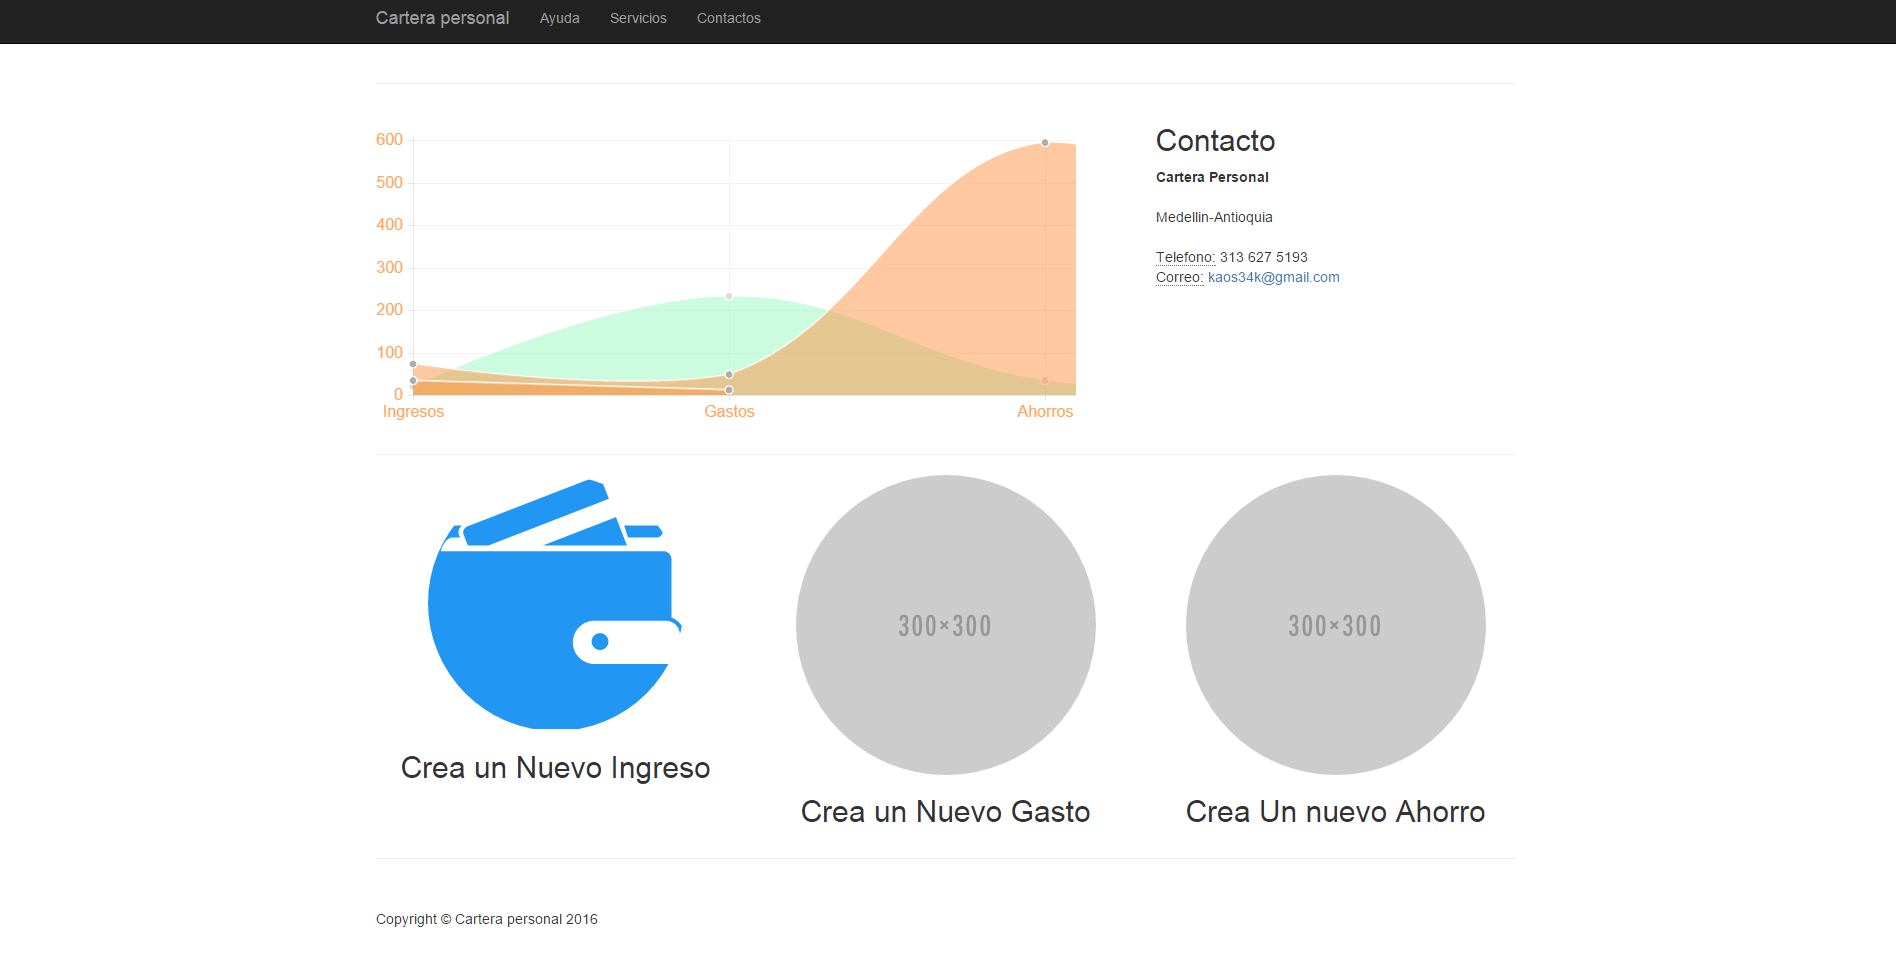 Cartera personal Ayuda Servicios Contactos
600
500
400
300
200
100
0
Ingresos Gastos Ahorros
Contacto
Cartera Personal
Medellin-Antioquia
Telefono: 313 627 5193
Correo: kaos34k@gmail.com
300×300
300×300
Crea un Nuevo Ingreso
Crea un Nuevo Gasto
Crea Un nuevo Ahorro
Copyright © Cartera personal 2016